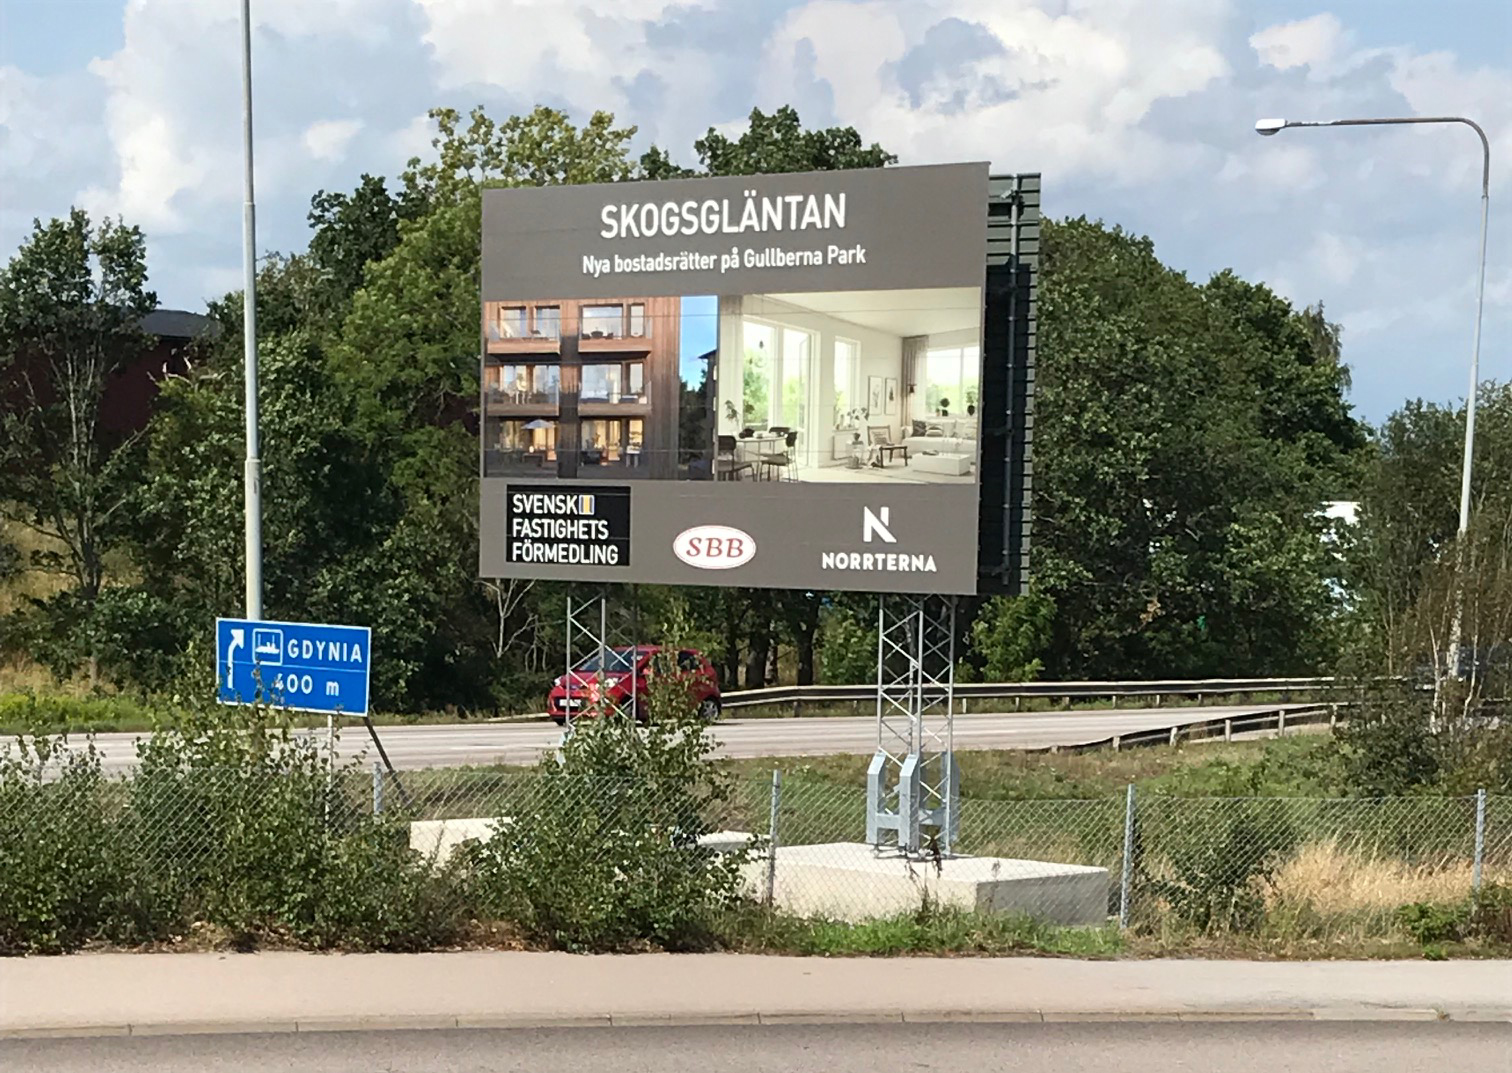 SKOGSGLÄNTAN
Nya bostadsrätter på Gullberna Park
SVENSK
FASTIGHETS
FÖRMEDLING
SBB
N
NORRTERNA
GDYNIA
400 m